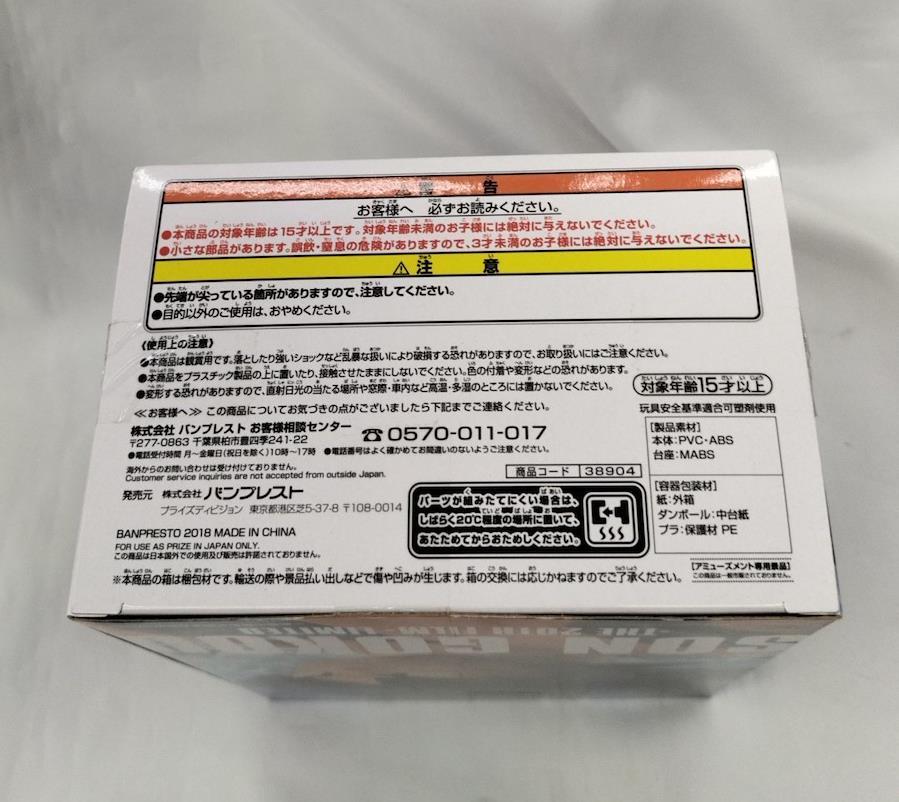 ⚠ 警 告
お客様へ 必ずお読みください。
●本商品の対象年齢は15才以上です。対象年齢未満のお子様には絶対に与えないでください。
●小さな部品があります。誤飲・窒息の危険がありますので、3才未満のお子様には絶対に与えないでください。
⚠ 注 意
●先端が尖っている箇所がありますので、注意してください。
●目的以外のご使用は、おやめください。
《使用上の注意》
●本商品は観賞用です。落としたり強いショックなど乱暴な扱いにより破損する恐れがありますので、お取り扱いにはご注意ください。
●本商品をプラスチック製品の上に置いたり、接触させたままにしないでください。色の付着や変形などの恐れがあります。
●変形する恐れがありますので、直射日光の当たる場所や窓際・車内など高温・多湿のところには置かないでください。
≪お客様へ≫ この商品についてお気づきの点がございましたら下記までご連絡ください。
株式会社 バンプレスト お客様相談センター
〒277-0863 千葉県柏市豊四季241-22
☎0570-011-017
●電話受付時間 月〜金曜日(祝日を除く)10時〜17時 ●電話番号はよく確かめてお間違いのないようご注意ください。
海外からのお問い合わせは受け付けておりません。
Customer service inquiries are not accepted from outside Japan.
商品コード 38904
発売元 株式会社 バンプレスト
プライズディビジョン 東京都港区芝5-37-8 〒108-0014
BANPRESTO 2018 MADE IN CHINA
FOR USE AS PRIZE IN JAPAN ONLY.
この商品は日本国外での使用及び販売は許諾されておりません。
パーツが組みたてにくい場合は、
しばらく20℃程度の場所に置いて、
あたためてからおためしください。
対象年齢15才以上
玩具安全基準適合可塑剤使用
[製品素材]
本体:PVC・ABS
台座:MABS
[容器包装材]
紙:外箱
ダンボール:中台紙
プラ:保護材 PE
[アミューズメント専用景品]
この商品は一般市販されておりません。
※本商品の箱は梱包材です。輸送の際や景品払い出しなどで傷や凹みが生じます。箱の交換には応じかねますのでご了承ください。
-THE 20TH FILM- LIMITED
SON GOKU